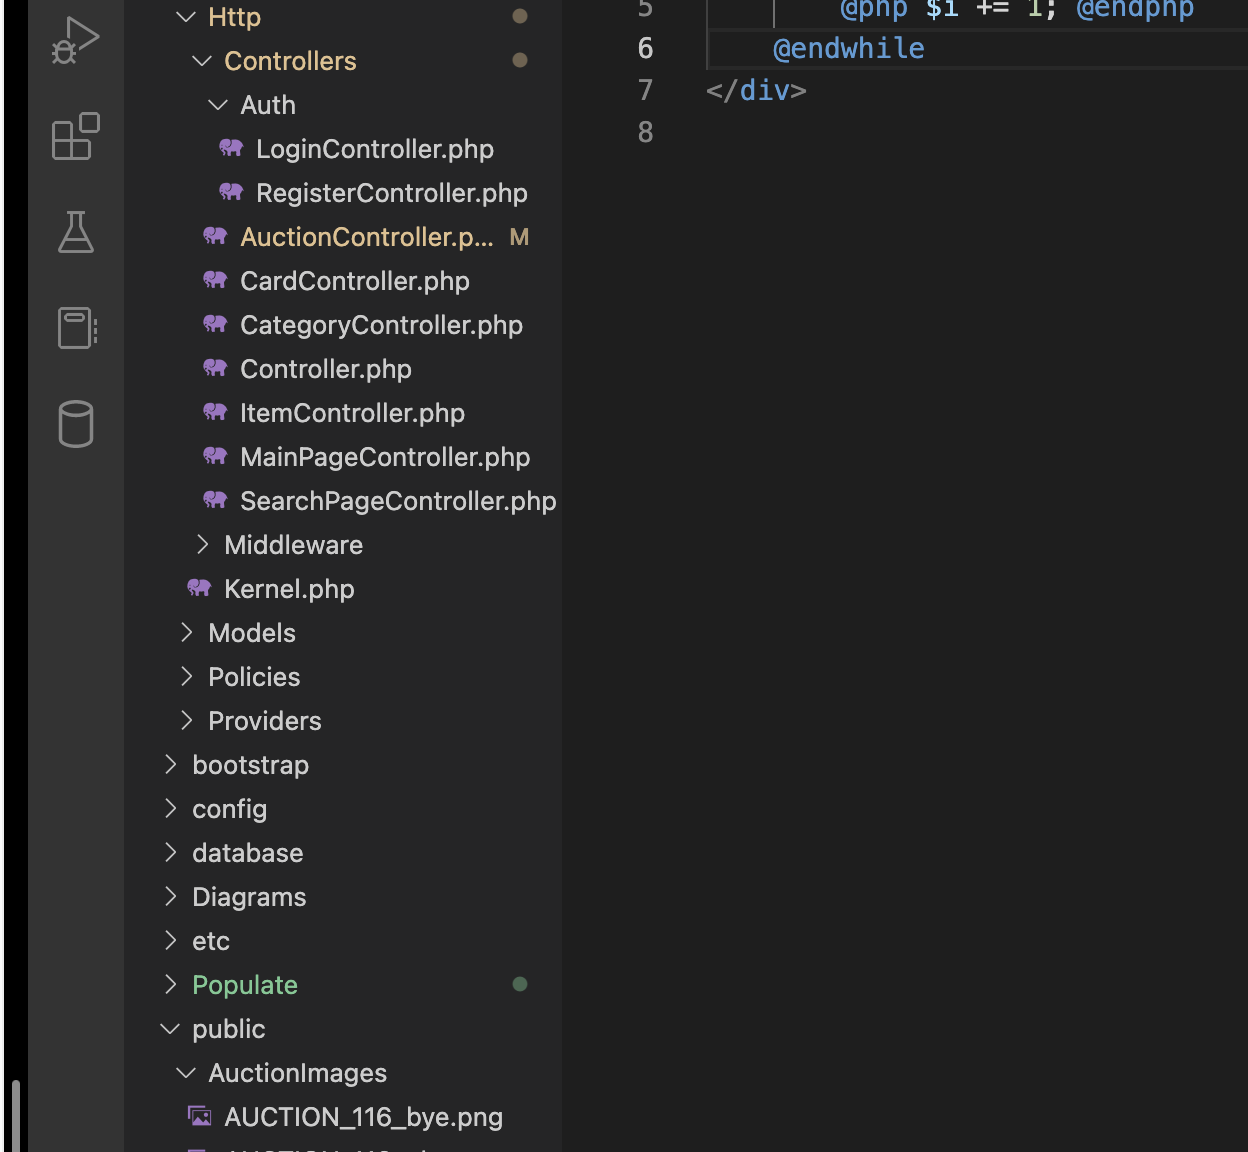 Http
Controllers
Auth
LoginController.php
RegisterController.php
AuctionController.p... M
CardController.php
CategoryController.php
Controller.php
ItemController.php
MainPageController.php
SearchPageController.php
Middleware
Kernel.php
Models
Policies
Providers
bootstrap
config
database
Diagrams
etc
Populate
public
AuctionImages
AUCTION_116_bye.png
5 @php $i += 1; @endphp
6 @endwhile
7 </div>
8